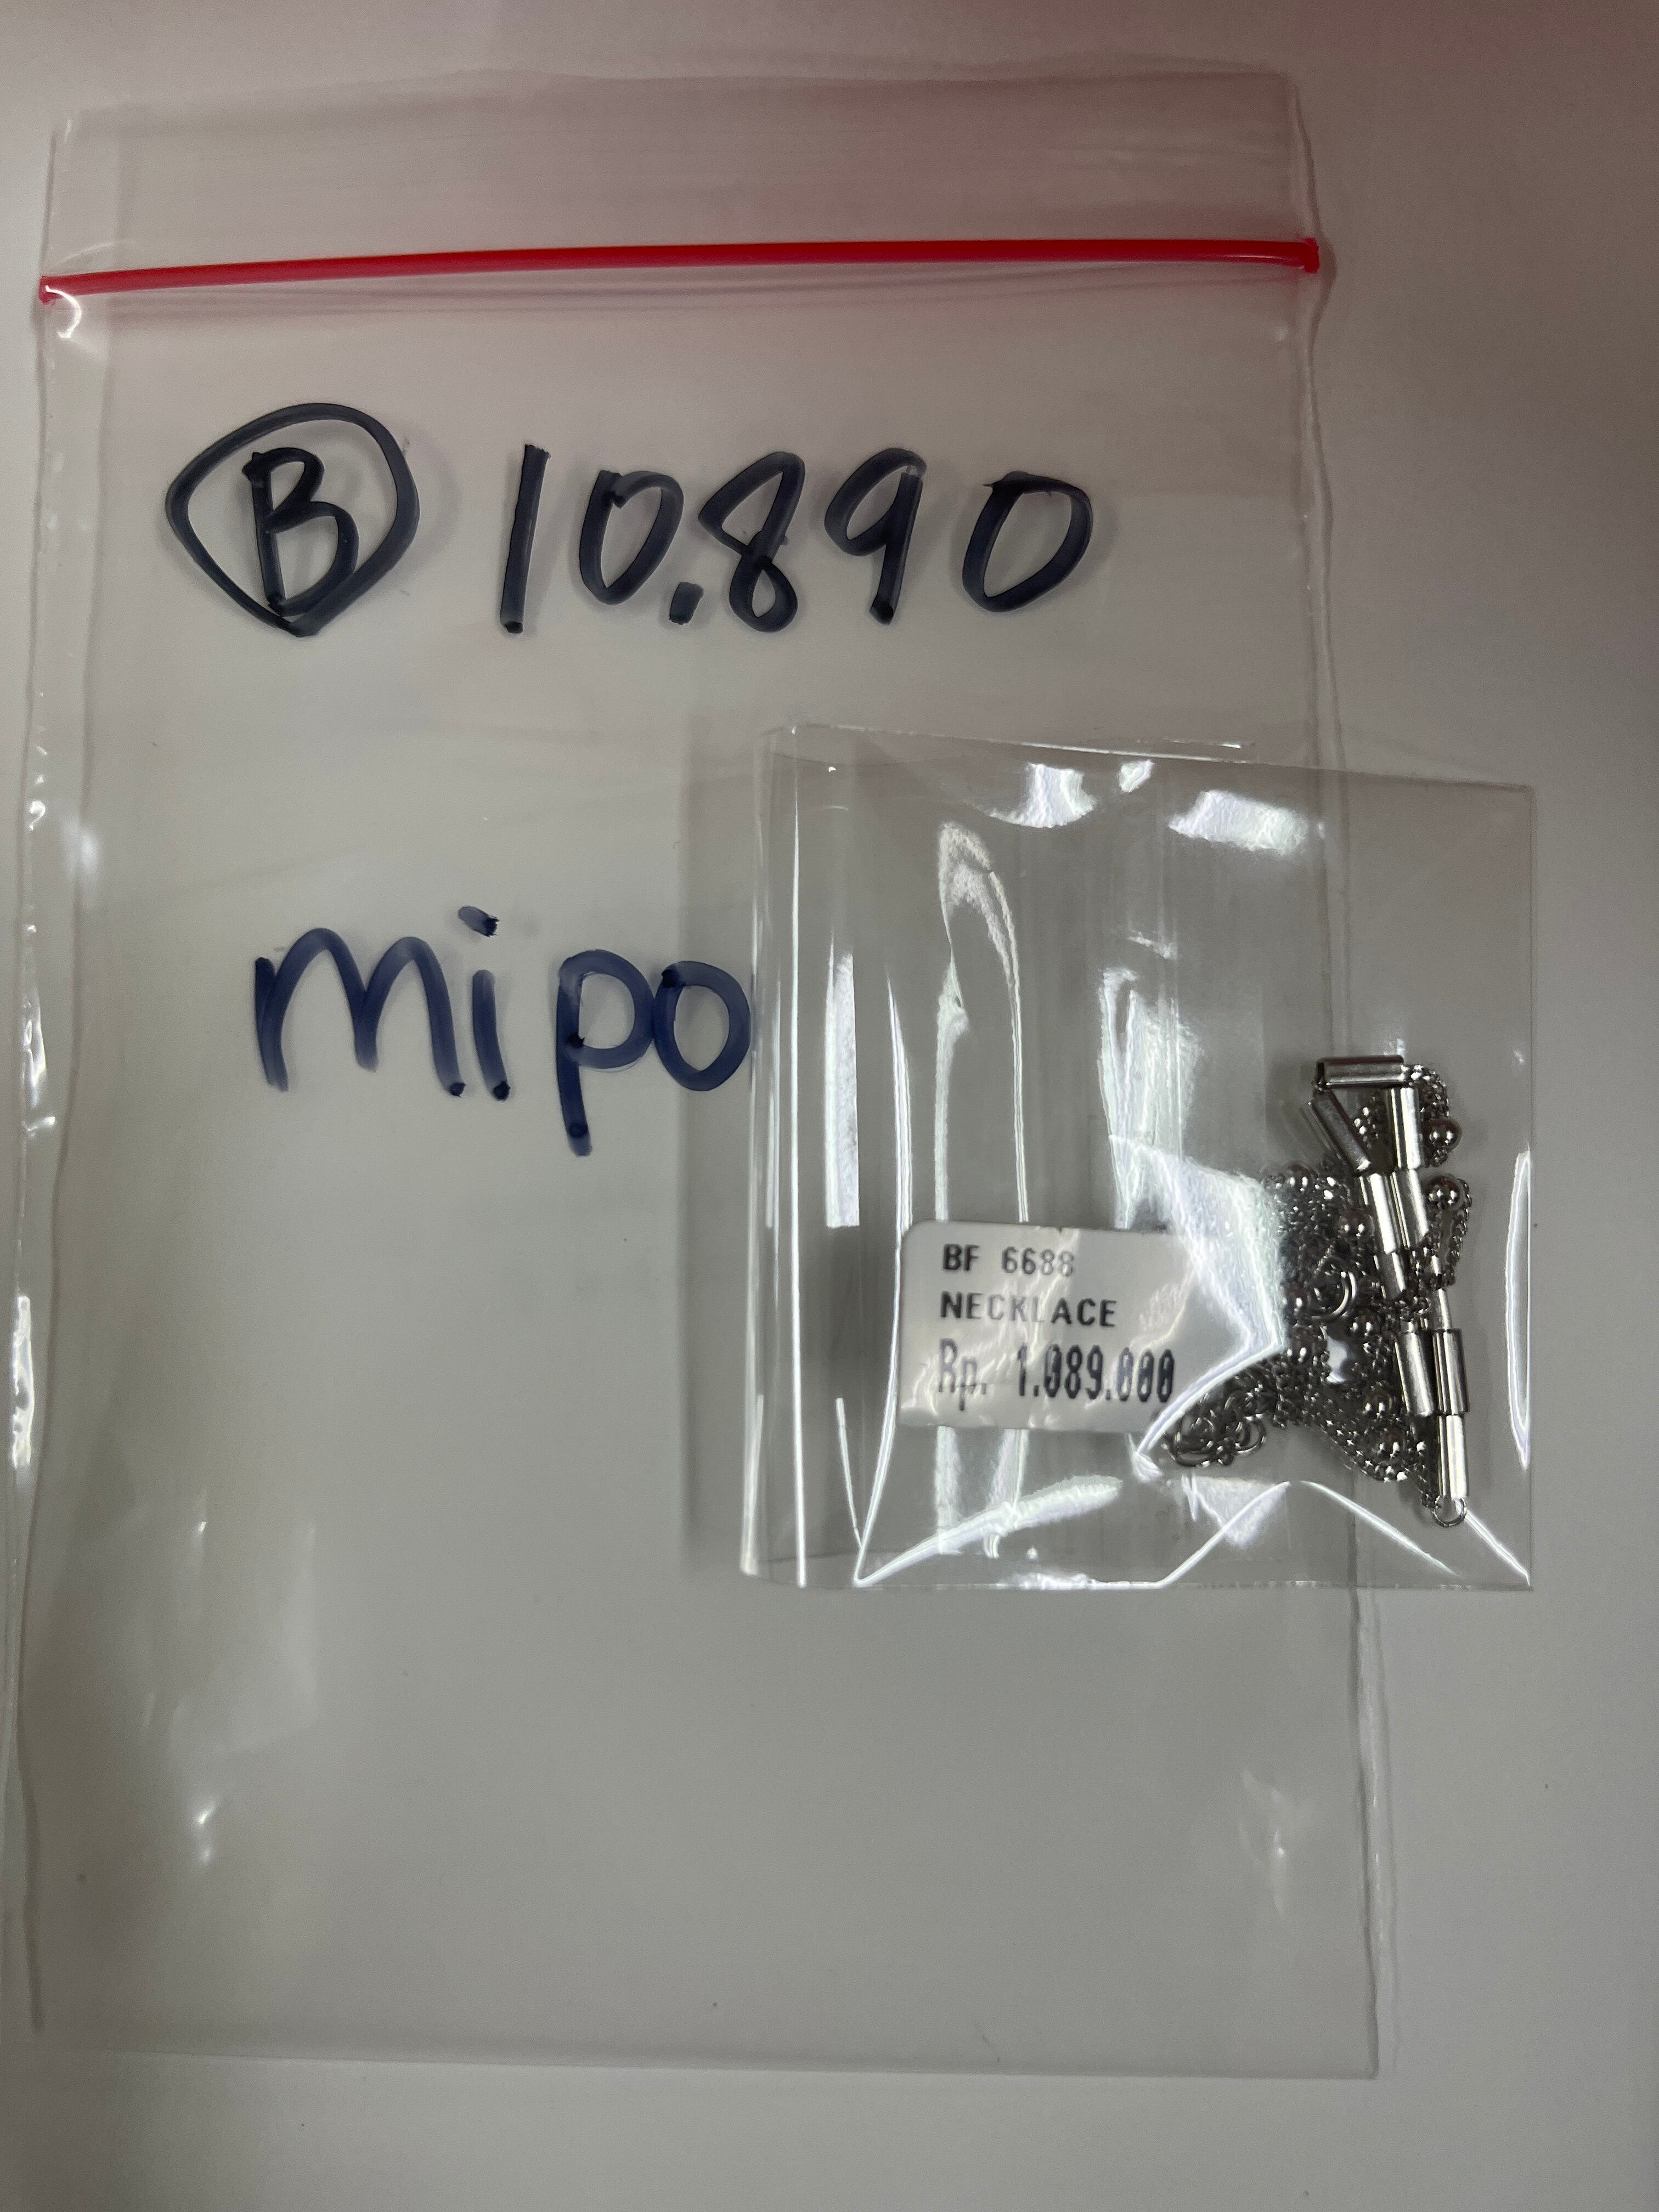 B 10.890
mipo
BF 6688
NECKLACE
Rp. 1.089.000